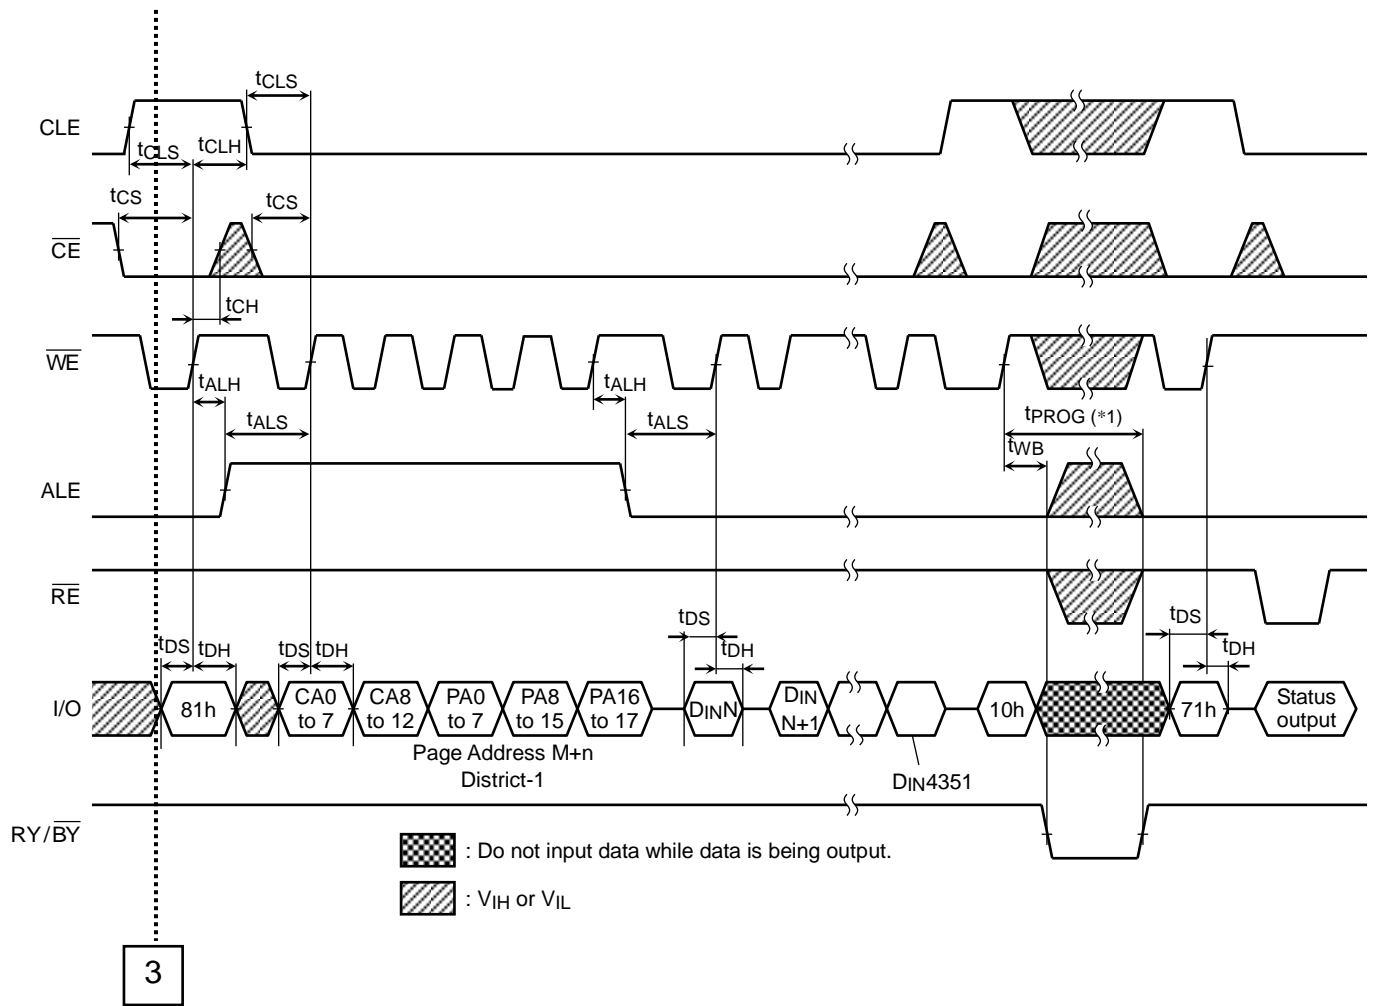 tCLS
CLE
tCLS
tCLH
tCS
tCS
CE
tCH
WE
tALH
tALH
tPROG (*1)
tALS
tALS
tWB
ALE
RE
tDS
tDH
tDS
tDH
tDS
tDH
tDS
tDH
I/O
81h
CA0 to 7
CA8 to 12
PA0 to 7
PA8 to 15
PA16 to 17
DINN
DIN N+1
10h
71h
Status output
Page Address M+n
District-1
DIN4351
RY/BY
: Do not input data while data is being output.
: VIH or VIL
3